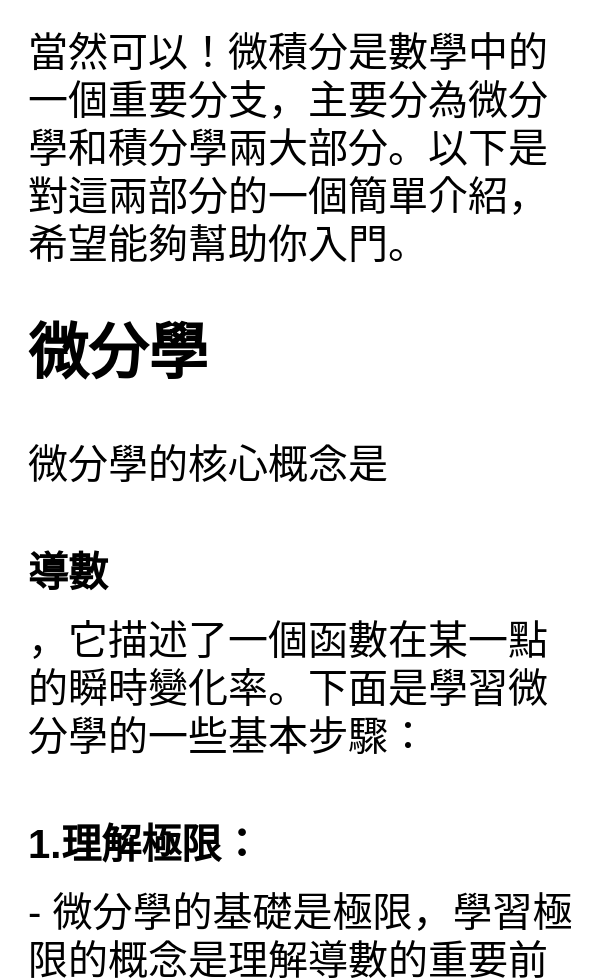 當然可以！微積分是數學中的
一個重要分支，主要分為微分
學和積分學兩大部分。以下是
對這兩部分的一個簡單介紹，
希望能夠幫助你入門。
微分學
微分學的核心概念是
導數
，它描述了一個函數在某一點
的瞬時變化率。下面是學習微
分學的一些基本步驟：
1.理解極限：
- 微分學的基礎是極限，學習極
限的概念是理解導數的重要前